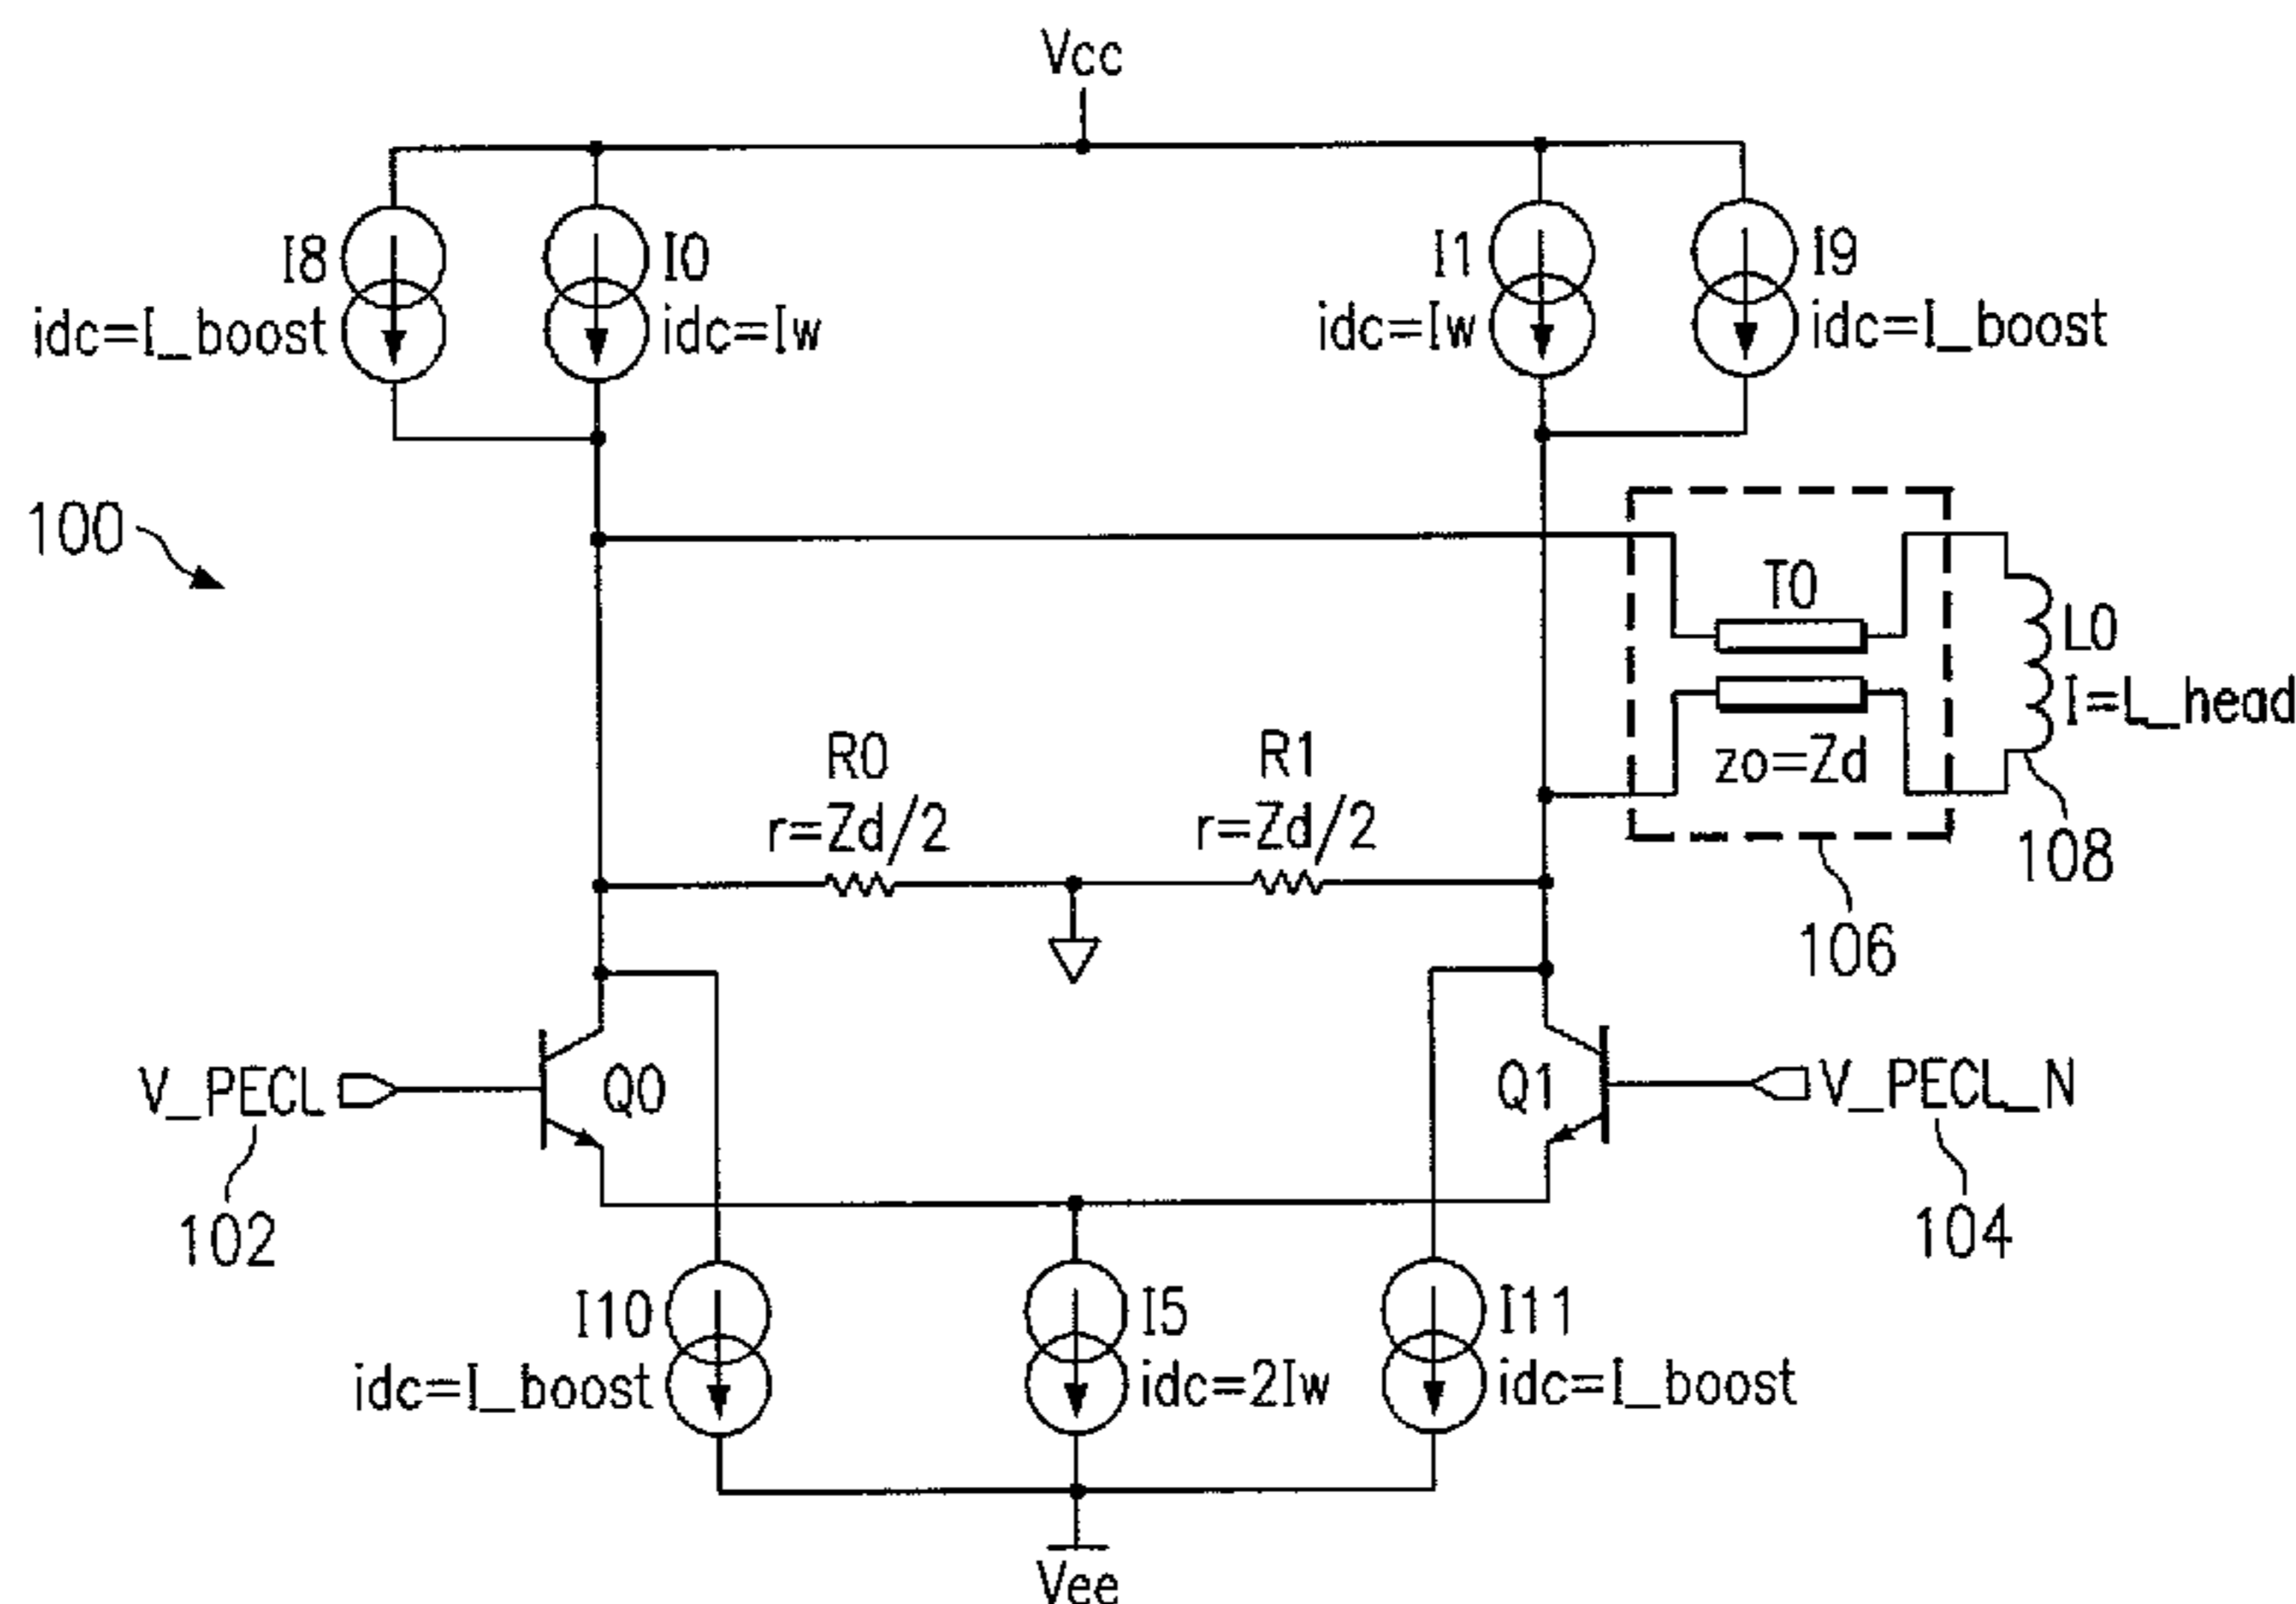 Vcc
I8
idc=I_boost
I0
idc=Iw
I1
idc=Iw
I9
idc=I_boost
100
T0
zo=Zd
L0
l=L_head
108
106
R0
r=Zd/2
R1
r=Zd/2
V_PECL
102
Q0
Q1
V_PECL_N
104
I10
idc=I_boost
I5
idc=2Iw
I11
idc=I_boost
Vee